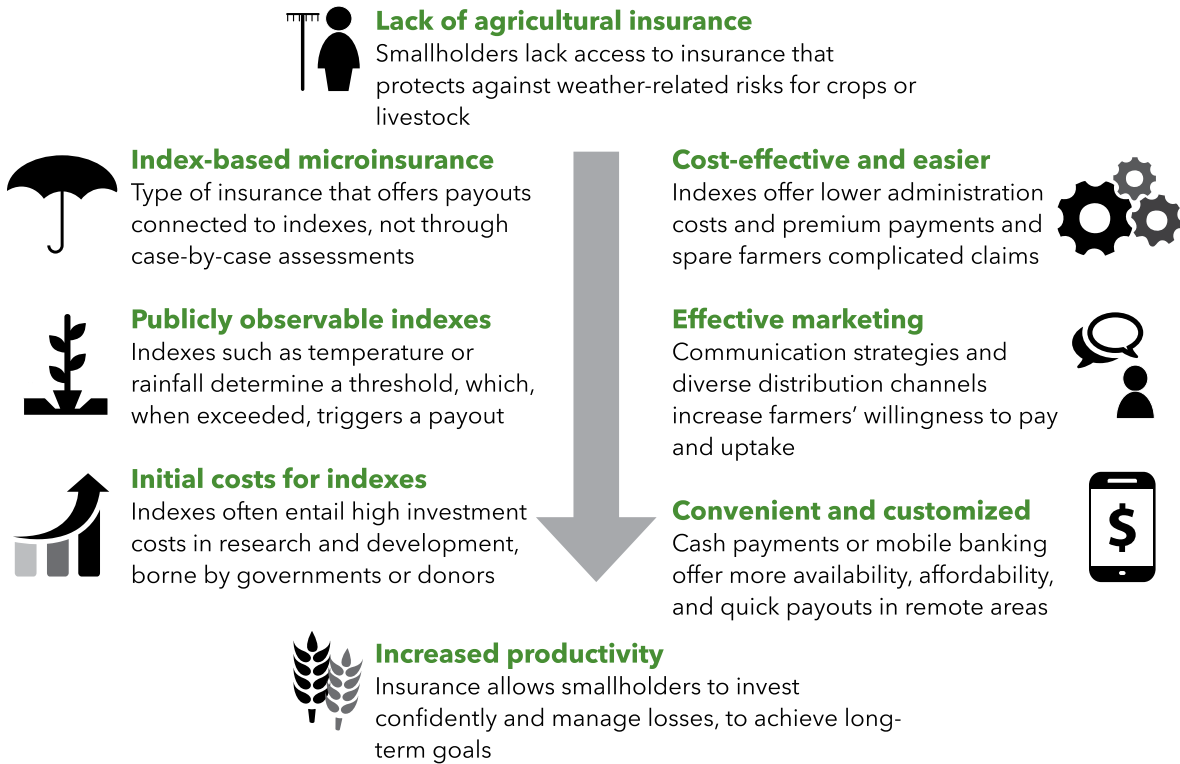 Lack of agricultural insurance
Smallholders lack access to insurance that
protects against weather-related risks for crops or
livestock
Index-based microinsurance
Type of insurance that offers payouts
connected to indexes, not through
case-by-case assessments
Publicly observable indexes
Indexes such as temperature or
rainfall determine a threshold, which,
when exceeded, triggers a payout
Initial costs for indexes
Indexes often entail high investment
costs in research and development,
borne by governments or donors
Cost-effective and easier
Indexes offer lower administration
costs and premium payments and
spare farmers complicated claims
Effective marketing
Communication strategies and
diverse distribution channels
increase farmers’ willingness to pay
and uptake
Convenient and customized
Cash payments or mobile banking
offer more availability, affordability,
and quick payouts in remote areas
$
Increased productivity
Insurance allows smallholders to invest
confidently and manage losses, to achieve long-
term goals